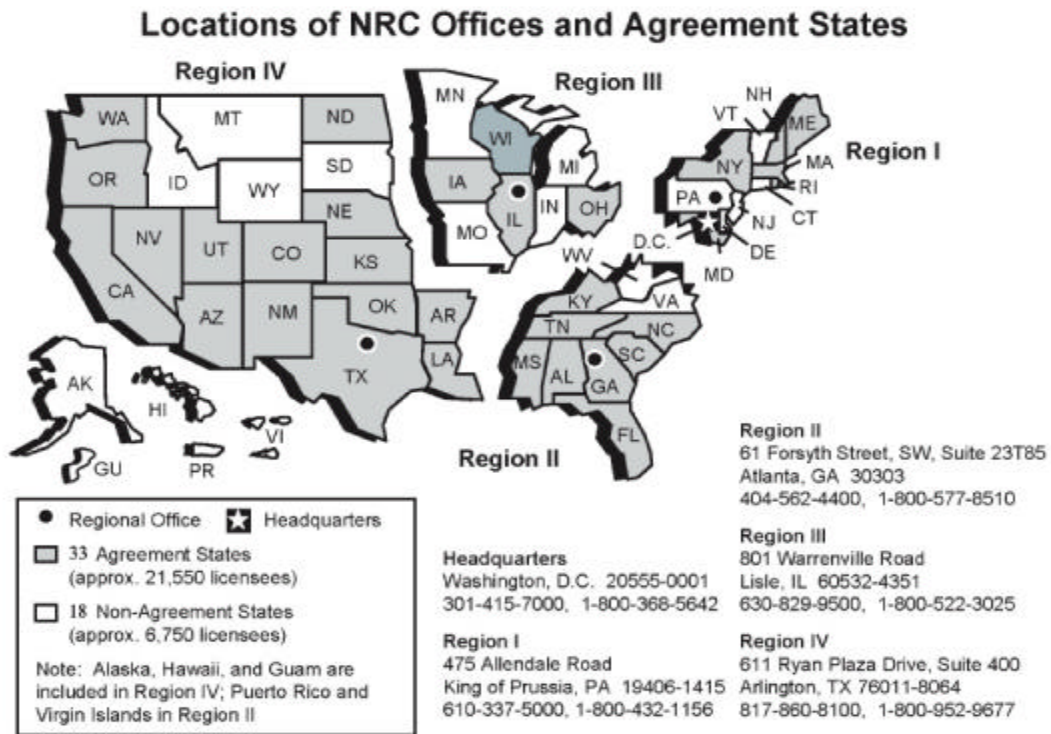 Locations of NRC Offices and Agreement States
Region IV
Region III
Region I
Region II
WA
MT
ND
OR
ID
SD
WY
NE
NV
UT
CO
KS
CA
AZ
NM
OK
AR
TX
LA
AK
HI
GU
PR
VI
MN
WI
MI
IA
IL
IN
OH
MO
NH
VT
ME
NY
MA
RI
CT
PA
NJ
DE
D.C.
MD
WV
KY
VA
TN
NC
SC
MS
AL
GA
FL
Regional Office
Headquarters
33 Agreement States
(approx. 21,550 licensees)
18 Non-Agreement States
(approx. 6,750 licensees)
Note: Alaska, Hawaii, and Guam are
included in Region IV; Puerto Rico and
Virgin Islands in Region II
Headquarters
Washington, D.C. 20555-0001
301-415-7000, 1-800-368-5642
Region I
475 Allendale Road
King of Prussia, PA 19406-1415
610-337-5000, 1-800-432-1156
Region II
61 Forsyth Street, SW, Suite 23T85
Atlanta, GA 30303
404-562-4400, 1-800-577-8510
Region III
801 Warrenville Road
Lisle, IL 60532-4351
630-829-9500, 1-800-522-3025
Region IV
611 Ryan Plaza Drive, Suite 400
Arlington, TX 76011-8064
817-860-8100, 1-800-952-9677